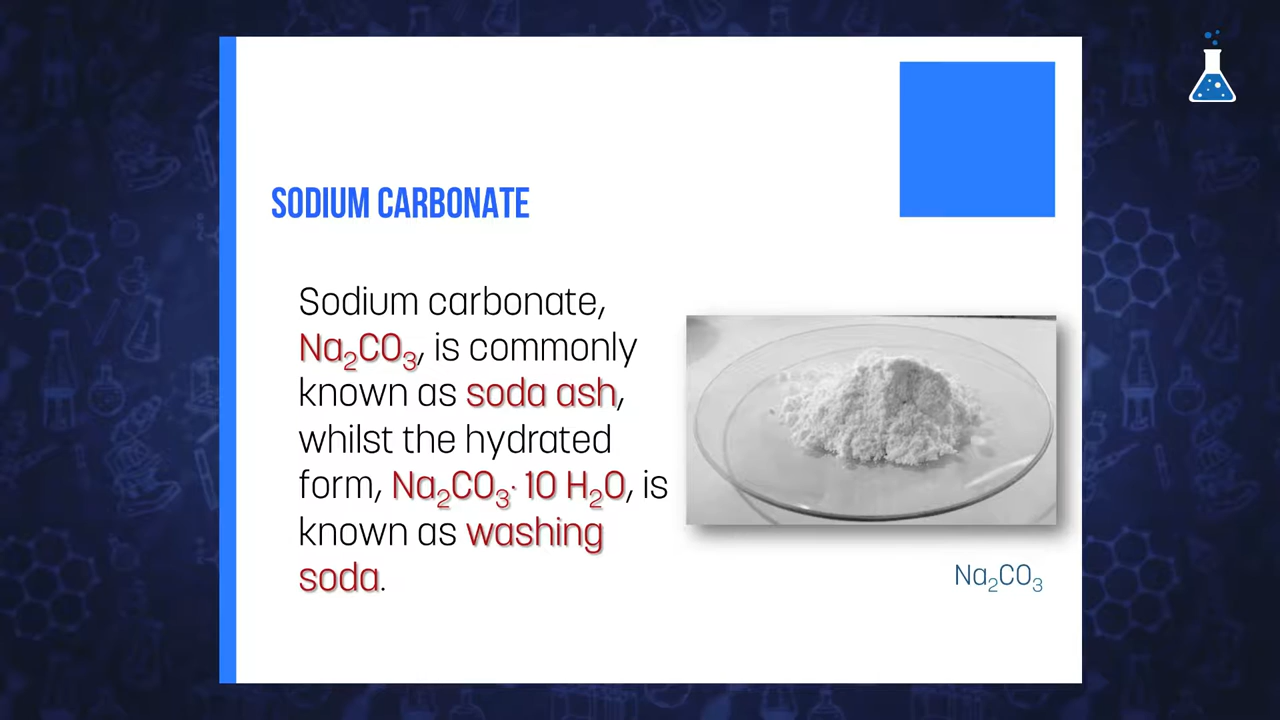 SODIUM CARBONATE
Sodium carbonate,
Na₂CO₃, is commonly
known as soda ash,
whilst the hydrated
form, Na₂CO₃· 10 H₂O, is
known as washing
soda.
Na₂CO₃